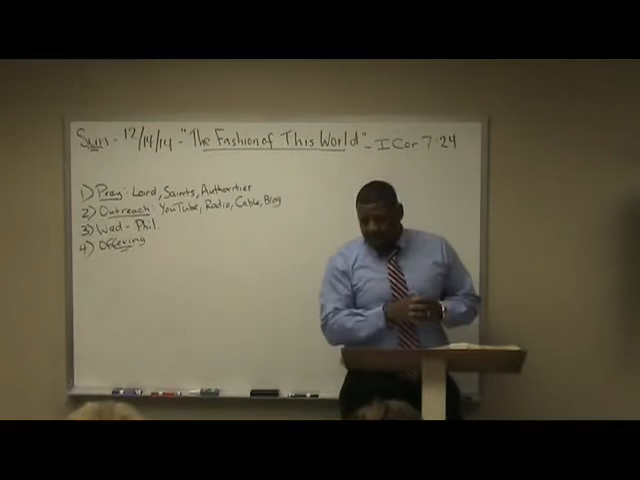 Sun - 12/14/14 - "The Fashion of This World" - I Cor 7:24
1) Pray: Lord, Saints, Authorities
2) Outreach: YouTube, Radio, Cable, Blog
3) Wed - Phil.
4) Offering